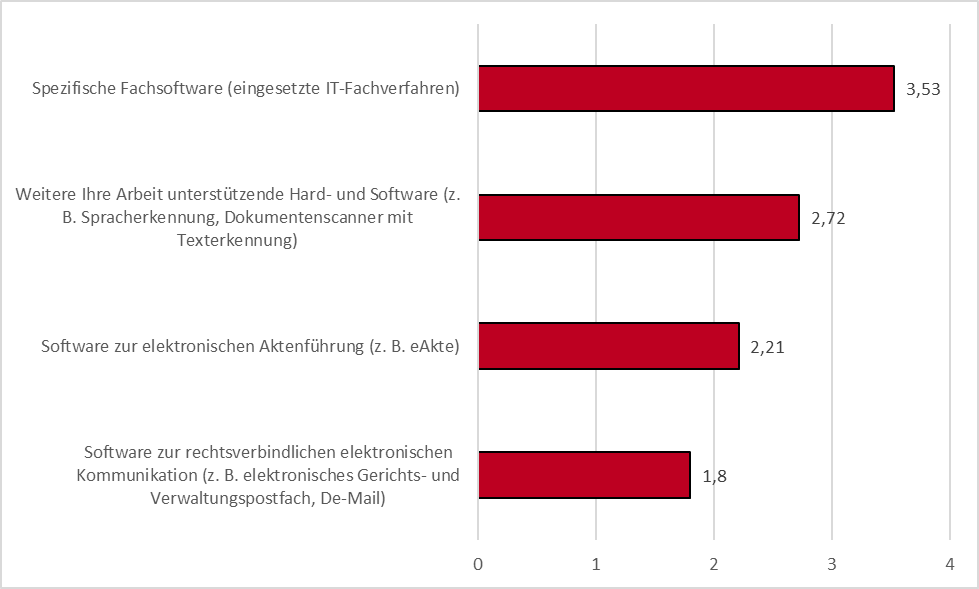 Spezifische Fachsoftware (eingesetzte IT-Fachverfahren)
3,53
Weitere Ihre Arbeit unterstützende Hard- und Software (z.
B. Spracherkennung, Dokumentenscanner mit
Texterkennung)
2,72
Software zur elektronischen Aktenführung (z. B. eAkte)
2,21
Software zur rechtsverbindlichen elektronischen
Kommunikation (z. B. elektronisches Gerichts- und
Verwaltungspostfach, De-Mail)
1,8
0 1 2 3 4